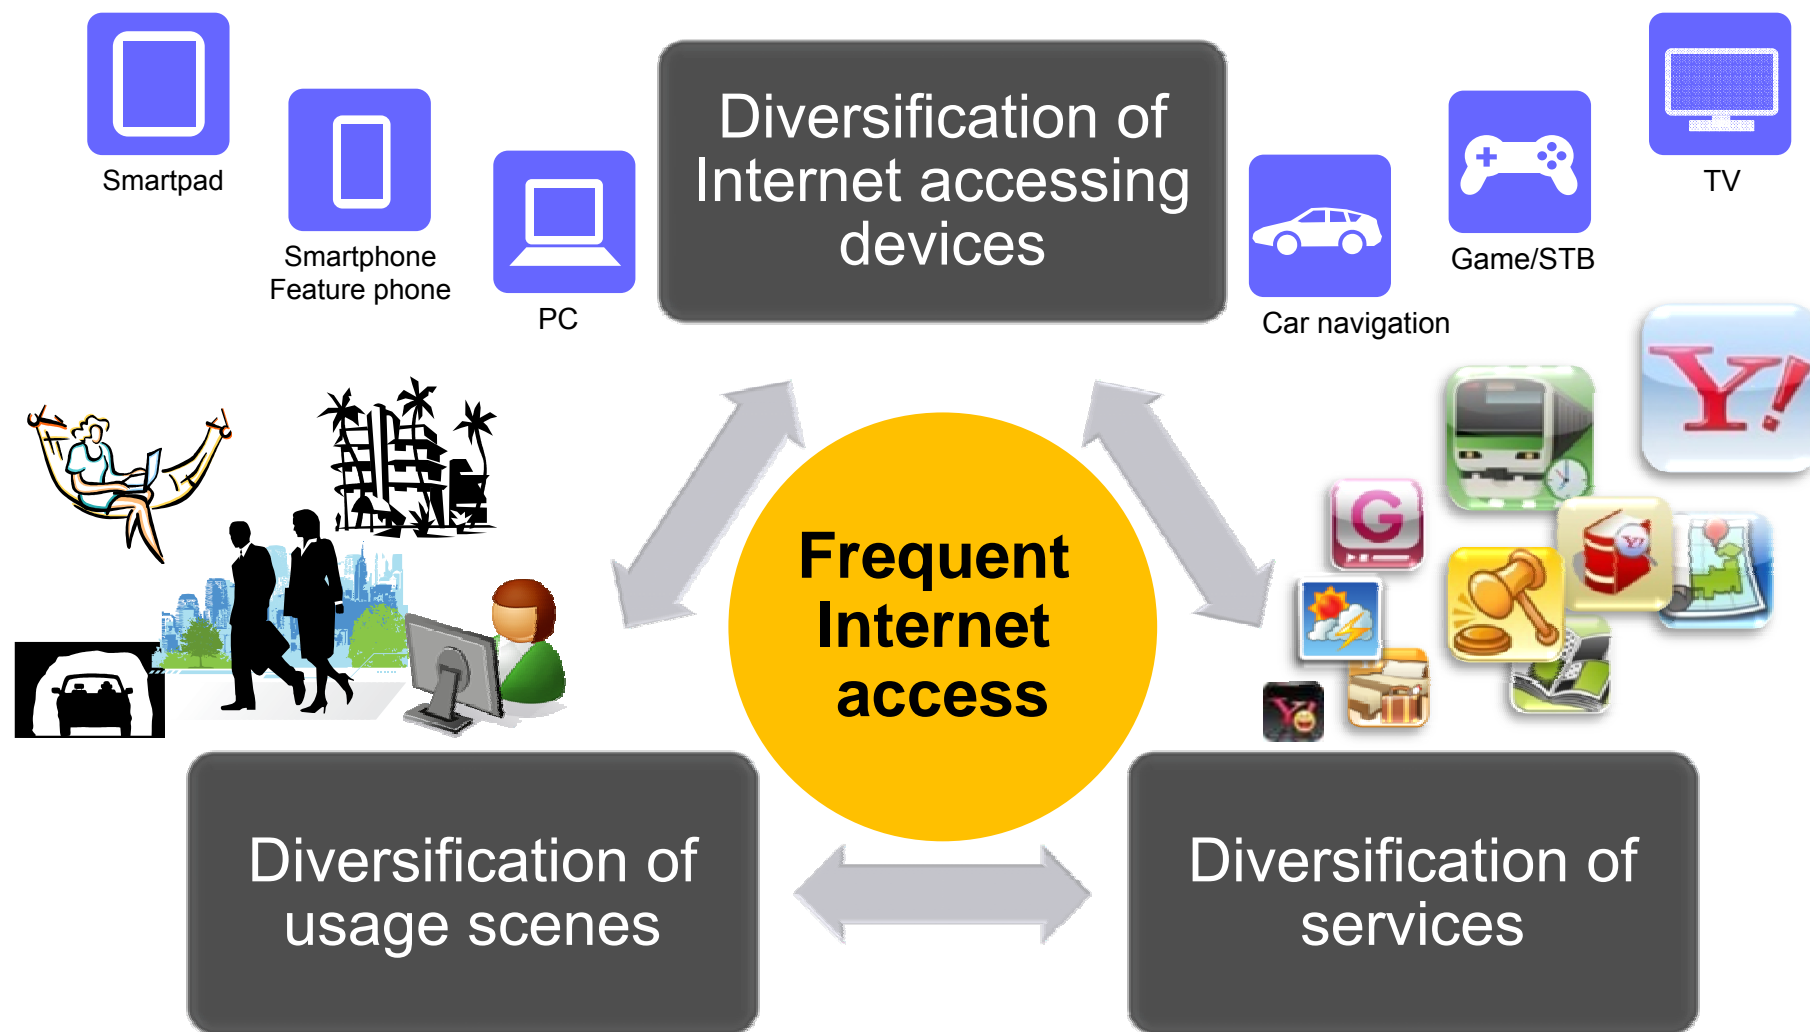 Smartpad
Smartphone
Feature phone
PC
Diversification of
Internet accessing
devices
Car navigation
Game/STB
TV
Y!
G
Frequent
Internet
access
Diversification of
usage scenes
Diversification of
services